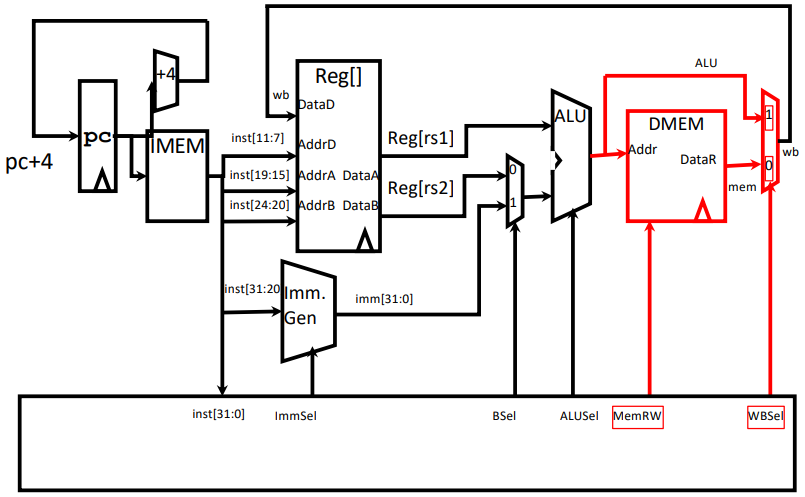 ALU
+4
Reg[]
wb
DataD
ALU
1
DMEM
pc
IMEM
inst[11:7]
AddrD
Reg[rs1]
Addr
wb
pc+4
DataR
0
inst[19:15]
AddrA
DataA
0
mem
Reg[rs2]
inst[24:20]
AddrB
DataB
1
inst[31:20
Imm.
Gen
imm[31:0]
inst[31:0]
ImmSel
BSel
ALUSel
MemRW
WBSel